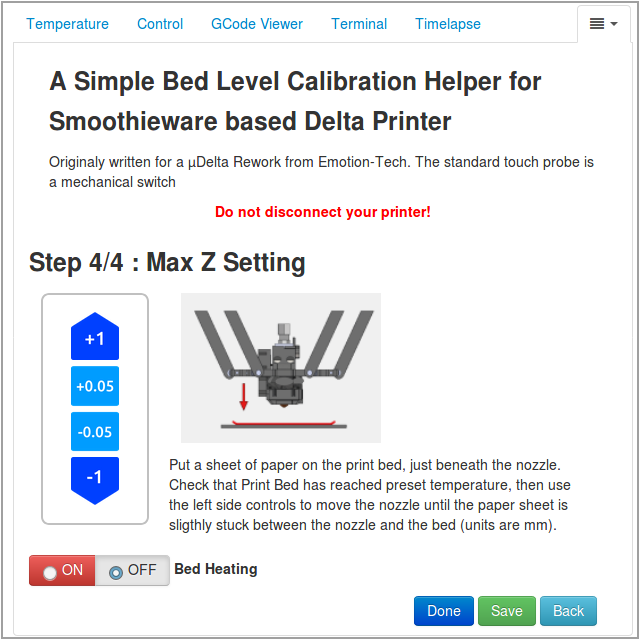 Temperature Control GCode Viewer Terminal Timelapse
A Simple Bed Level Calibration Helper for
Smoothieware based Delta Printer
Originaly written for a µDelta Rework from Emotion-Tech. The standard touch probe is
a mechanical switch
Do not disconnect your printer!
Step 4/4 : Max Z Setting
+1
+0.05
-0.05
-1
Put a sheet of paper on the print bed, just beneath the nozzle.
Check that Print Bed has reached preset temperature, then use
the left side controls to move the nozzle until the paper sheet is
sligthly stuck between the nozzle and the bed (units are mm).
ON OFF Bed Heating
Done Save Back